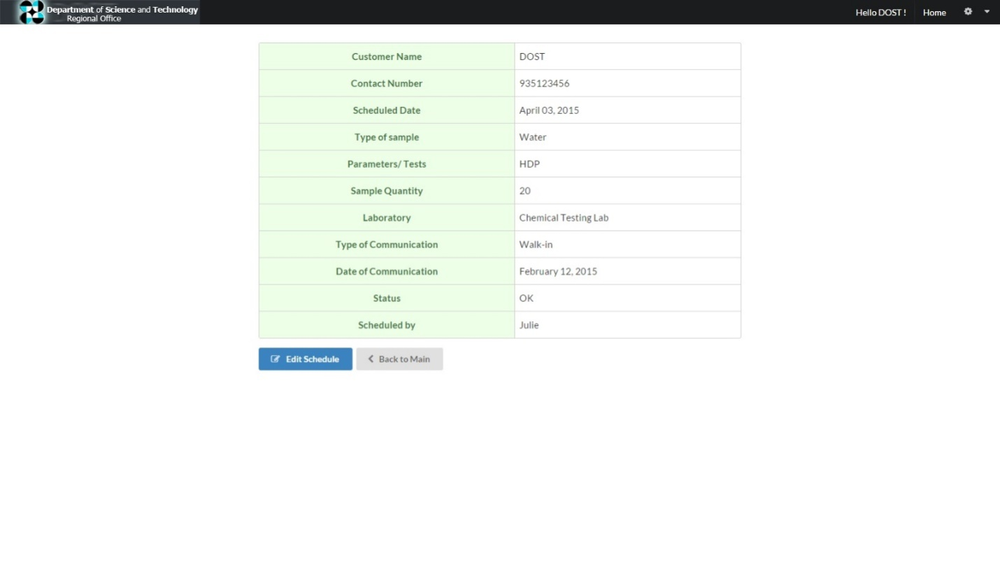 Department of Science and Technology
Regional Office
Hello DOST !
Home
Customer Name DOST
Contact Number 935123456
Scheduled Date April 03, 2015
Type of sample Water
Parameters/ Tests HDP
Sample Quantity 20
Laboratory Chemical Testing Lab
Type of Communication Walk-in
Date of Communication February 12, 2015
Status OK
Scheduled by Julie
Edit Schedule
Back to Main